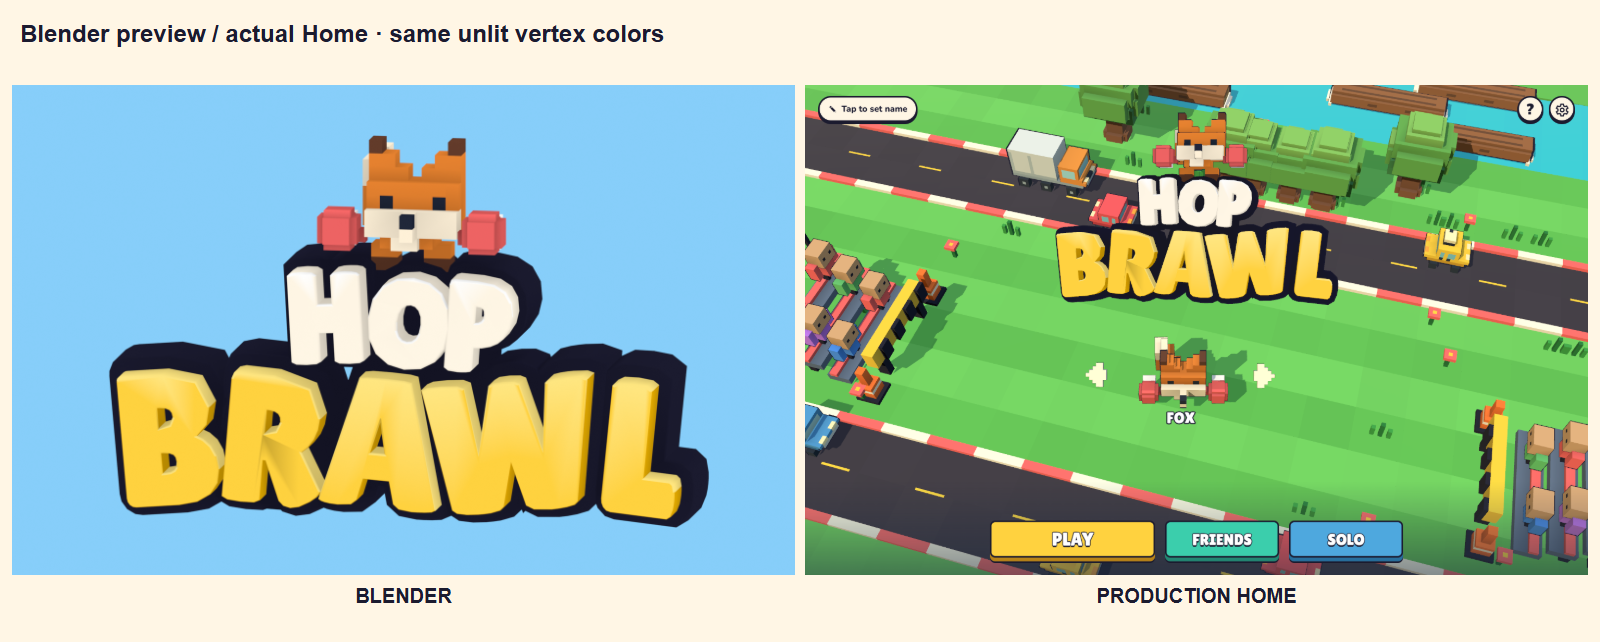 Blender preview / actual Home · same unlit vertex colors
HOP
BRAWL
Tap to set name
?
HOP
BRAWL
FOX
PLAY
FRIENDS
SOLO
BLENDER
PRODUCTION HOME